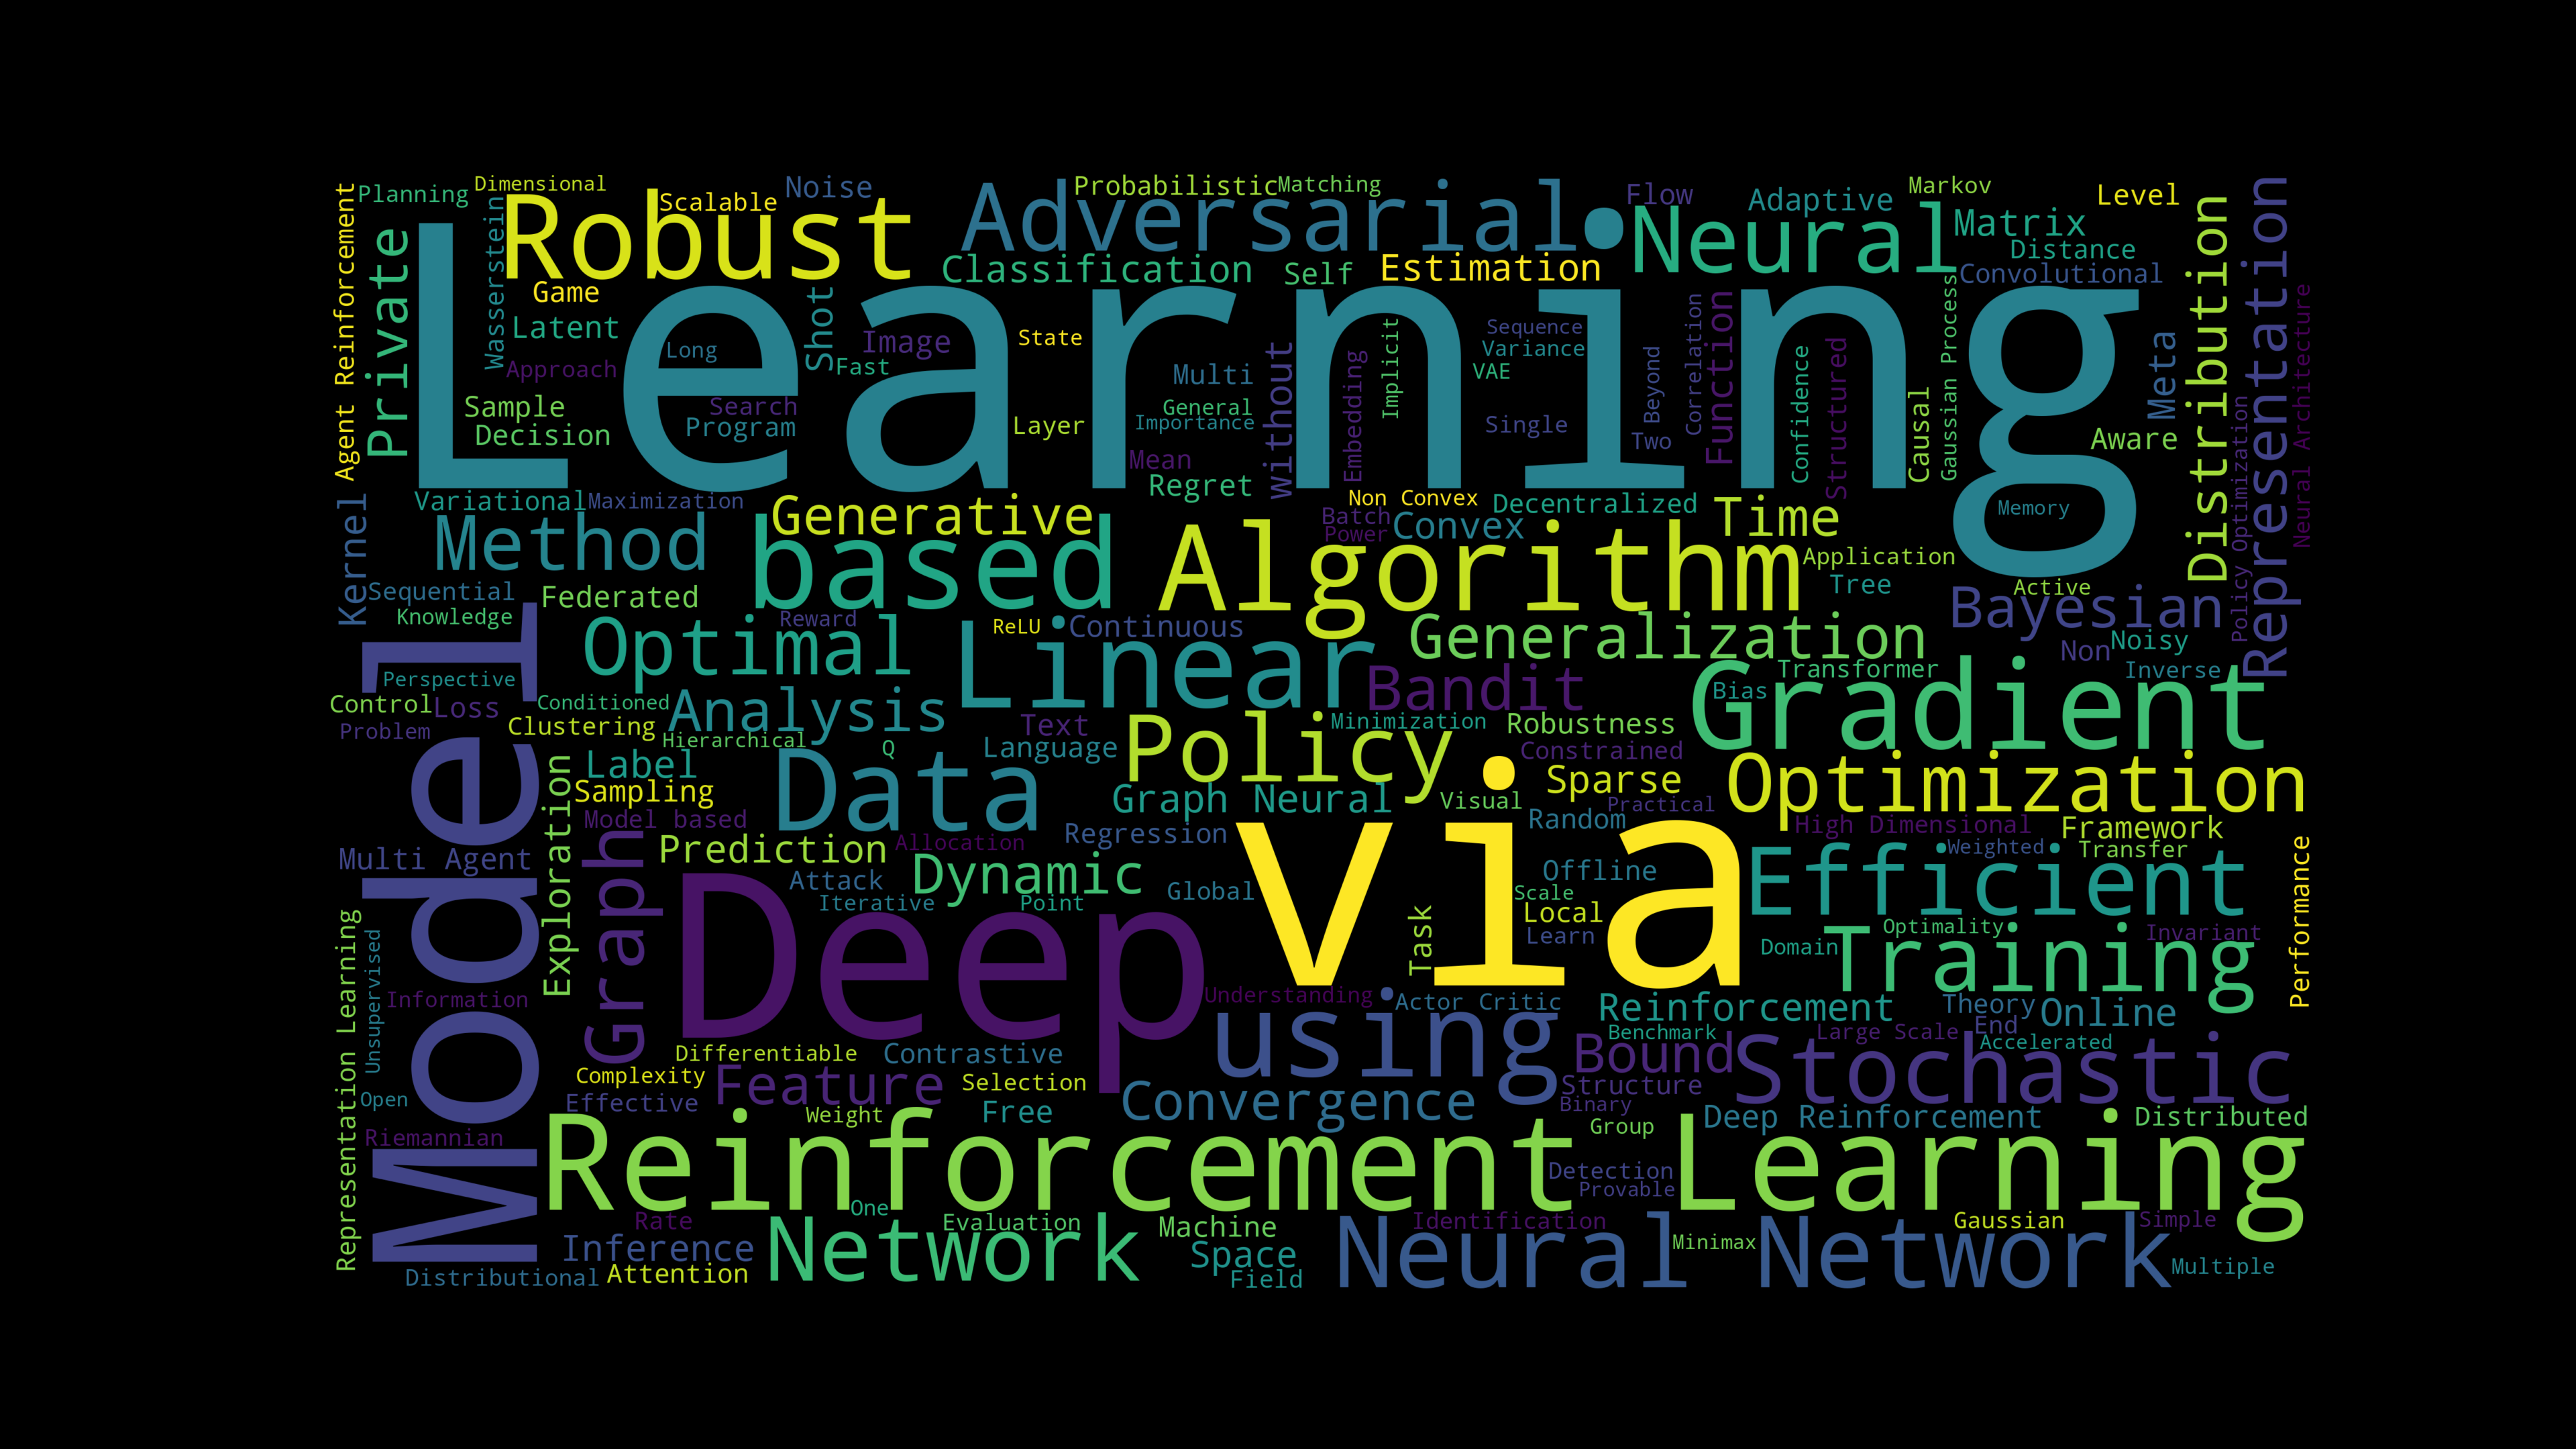 Planning
Dimensional
Scalable
Noise
Probabilistic
Matching
Flow
Adaptive
Markov
Level
Robust
Adversarial
Neural
Matrix
Distance
Convolutional
Classification
Self
Estimation
Agent Reinforcement
Private
Wasserstein
Learning
Game
Latent
Approach
Long
Shot
Fast
Image
State
Sample
Decision
Search
Program
Layer
Multi
General
Importance
Mean
Regret
without
Embedding
Implicit
Sequence
Variance
VAE
Single
Beyond
Two
Correlation
Function
Confidence
Structured
Causal
Gaussian Process
Meta
Aware
Memory
Distribution
Representation
Policy Optimization
Neural Architecture
Kernel
Variational
Maximization
Method
Generative
based
Algorithm
Non Convex
Batch
Power
Convex
Decentralized
Time
Application
Tree
Active
Bayesian
Sequential
Knowledge
Federated
Reward
Optimal
ReLU
Continuous
Linear
Generalization
Non
Noisy
Inverse
Model
Perspective
Control
Loss
Problem
Conditioned
Clustering
Analysis
Hierarchical
Q
Text
Language
Bandit
Policy
Minimization
Robustness
Constrained
Bias
Transformer
Gradient
Label
Sampling
Data
Graph Neural
Visual
Sparse
Practical
Random
Optimization
Exploration
Model based
Graph
Prediction
Allocation
Regression
High Dimensional
Framework
Weighted
Transfer
Multi Agent
Attack
Iterative
Dynamic
Point
Global
via
Task
Offline
Scale
Local
Learn
Efficient
Performance
Deep
Domain
Optimality
Invariant
Training
Representation Learning
Unsupervised
Information
Understanding
Actor Critic
Reinforcement
Theory
Online
using
Benchmark
Large Scale
End
Accelerated
Differentiable
Contrastive
Bound
Stochastic
Complexity
Feature
Selection
Structure
Open
Effective
Weight
Free
Convergence
Binary
Group
Deep Reinforcement
Distributed
Riemannian
Reinforcement Learning
Detection
Provable
One
Rate
Evaluation
Machine
Identification
Gaussian
Simple
Inference
Network
Space
Neural Network
Minimax
Multiple
Distributional
Attention
Field